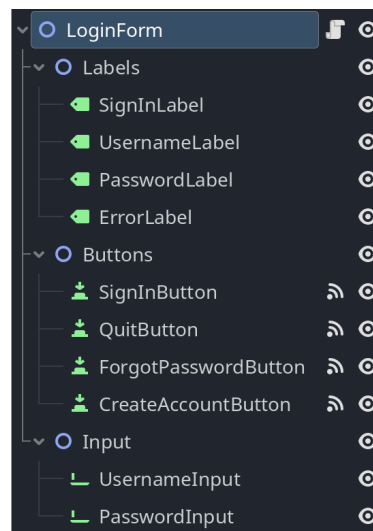 LoginForm
Labels
SignInLabel
UsernameLabel
PasswordLabel
ErrorLabel
Buttons
SignInButton
QuitButton
ForgotPasswordButton
CreateAccountButton
Input
UsernameInput
PasswordInput